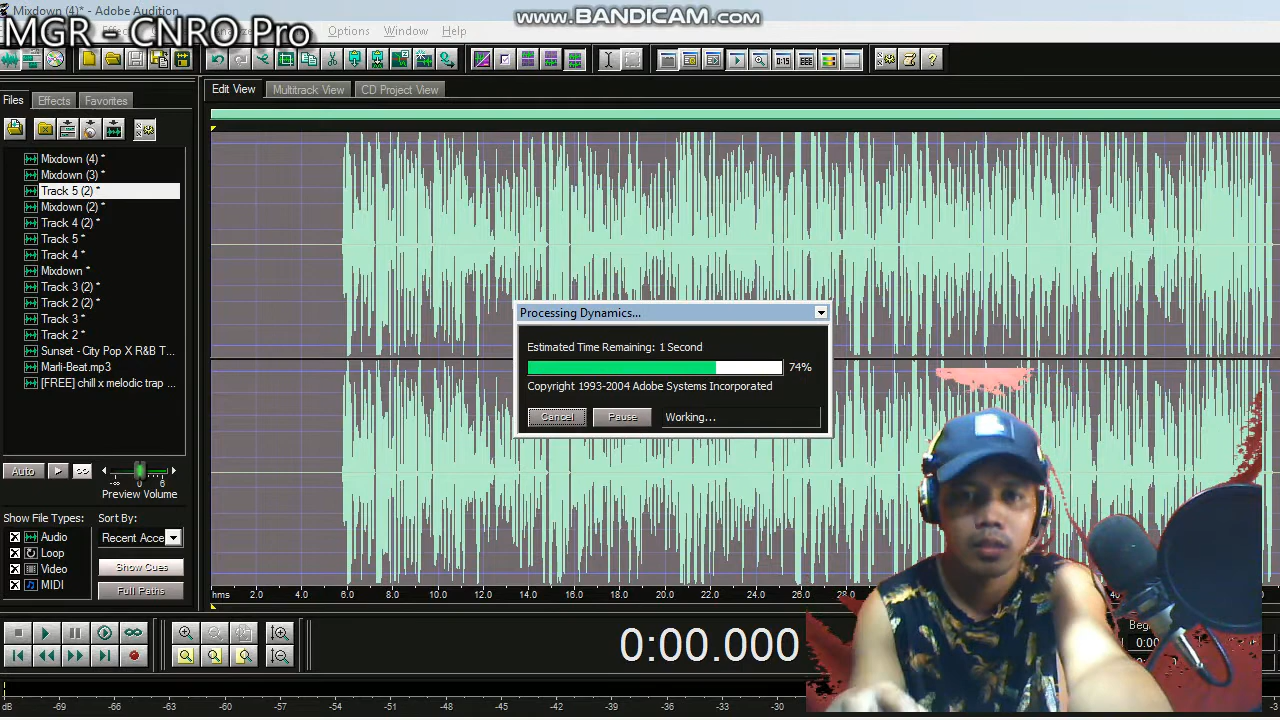 Mixdown (4)* - Adobe Audition
www.BANDICAM.com
MGR - CNRO Pro
Options Window Help
Files Effects Favorites
Edit View Multitrack View CD Project View
Mixdown (4) *
Mixdown (3) *
Track 5 (2) *
Mixdown (2) *
Track 4 (2) *
Track 5 *
Track 4 *
Mixdown *
Track 3 (2) *
Track 2 (2) *
Track 3 *
Track 2 *
Sunset - City Pop X R&B T...
Marli-Beat.mp3
[FREE] chill x melodic trap ...
Processing Dynamics...
Estimated Time Remaining: 1 Second
74%
Copyright 1993-2004 Adobe Systems Incorporated
Cancel Pause Working...
Auto
-∞ 0 6
Preview Volume
Show File Types: Sort By:
Audio
Loop
Video
MIDI
Recent Acce
Show Cues
Full Paths
hms 2.0 4.0 6.0 8.0 10.0 12.0 14.0 16.0 18.0 20.0 22.0 24.0 26.0 28.0
0:00.000
Beg
0:00
dB -69 -66 -63 -60 -57 -54 -51 -48 -45 -42 -39 -36 -33 -30